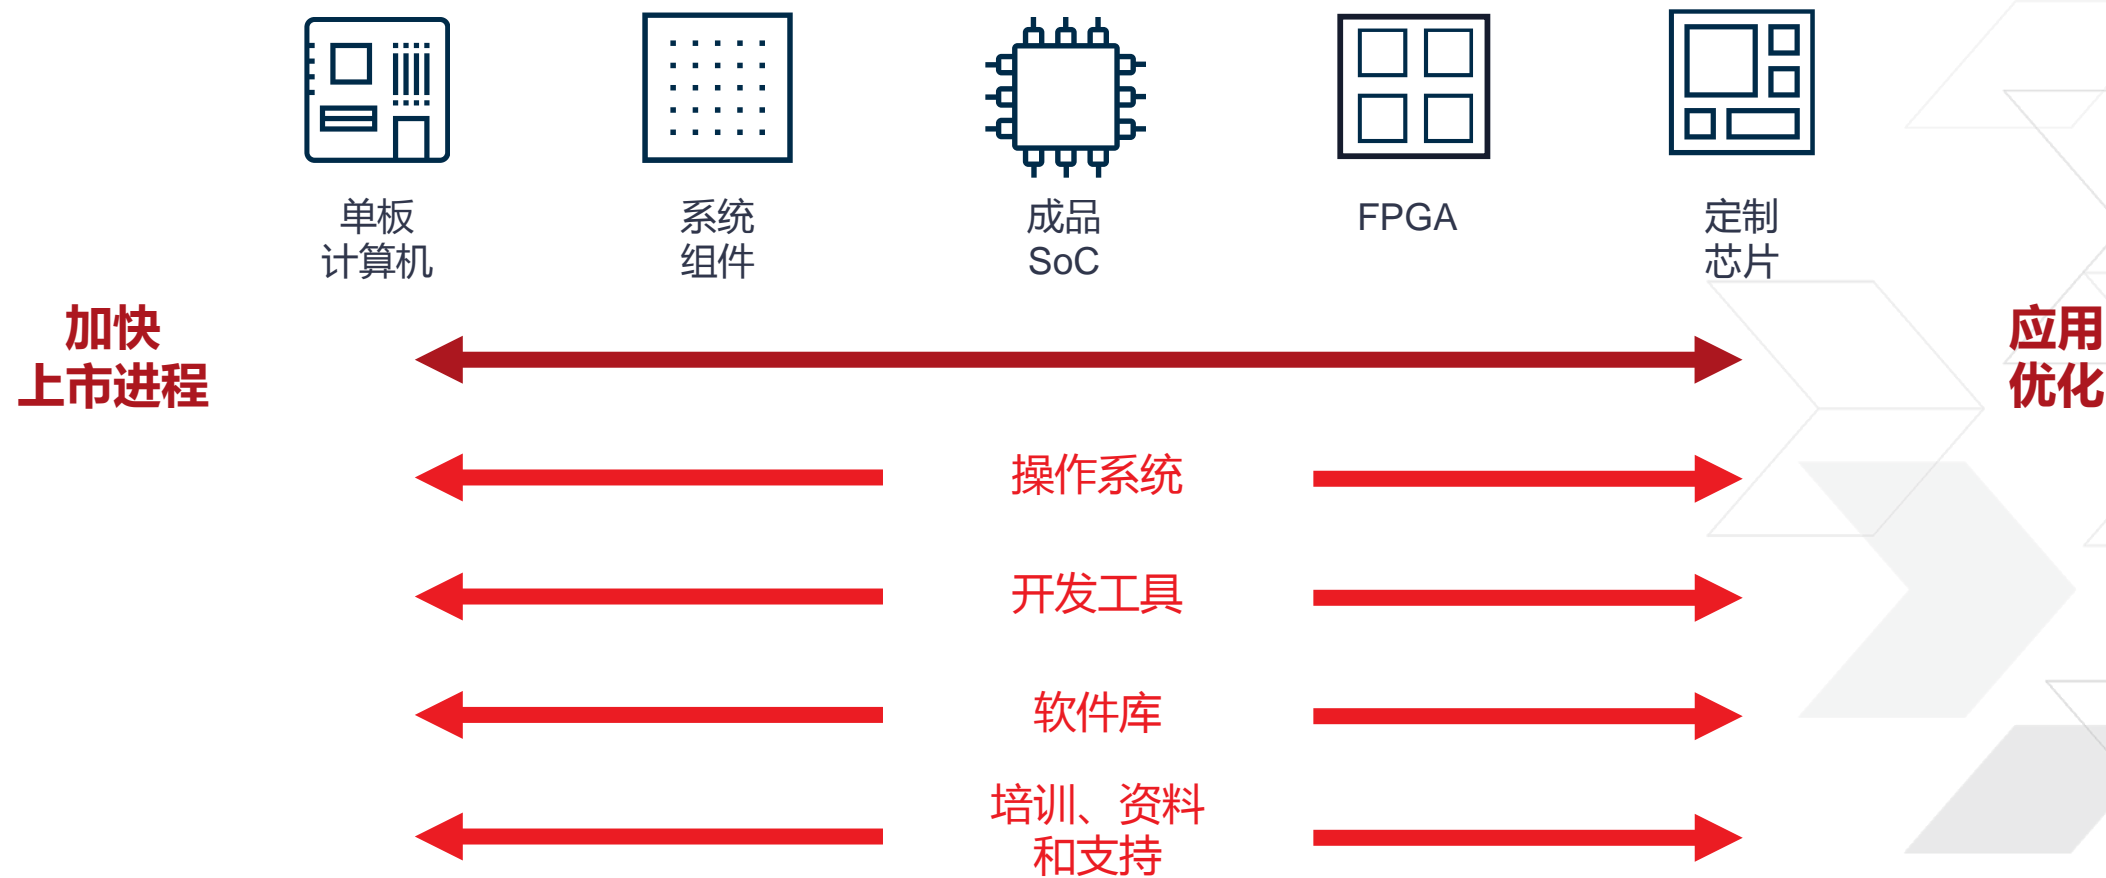 单板
计算机
系统
组件
成品
SoC
FPGA
定制
芯片
加快
上市进程
应用
优化
操作系统
开发工具
软件库
培训、资料
和支持